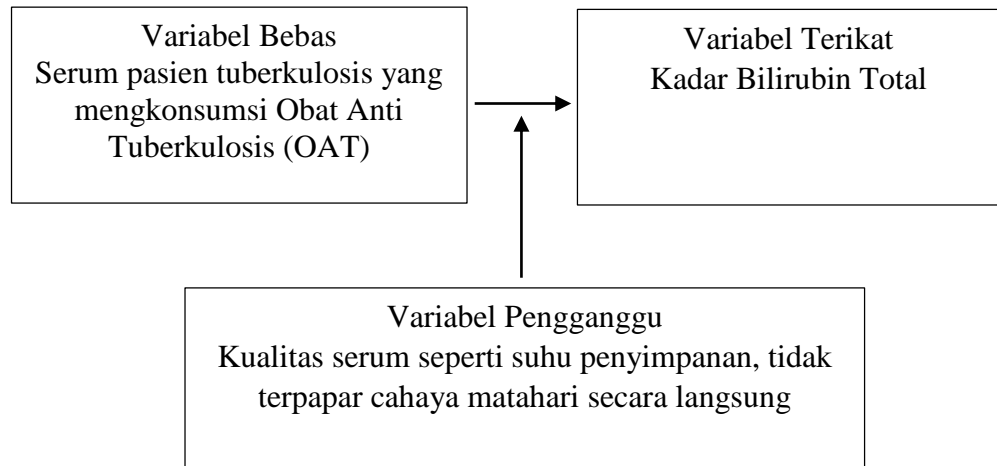 Variabel Bebas
Serum pasien tuberkulosis yang
mengkonsumsi Obat Anti
Tuberkulosis (OAT)
Variabel Terikat
Kadar Bilirubin Total
Variabel Pengganggu
Kualitas serum seperti suhu penyimpanan, tidak
terpapar cahaya matahari secara langsung